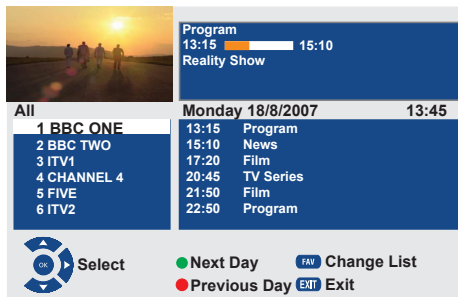 Program
13:15 15:10
Reality Show
All Monday 18/8/2007 13:45
1 BBC ONE
2 BBC TWO
3 ITV1
4 CHANNEL 4
5 FIVE
6 ITV2
13:15 Program
15:10 News
17:20 Film
20:45 TV Series
21:50 Film
22:50 Program
OK Select
Next Day FAV Change List
Previous Day EXIT Exit